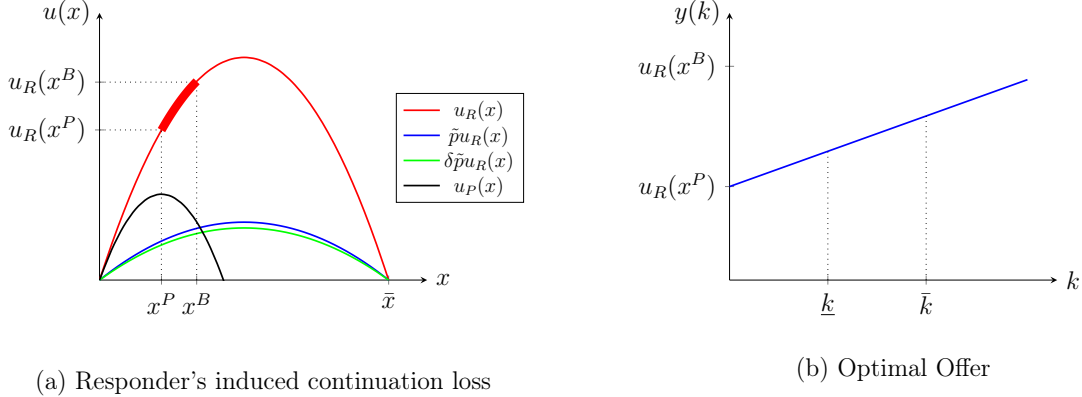 u(x)
u_R(x^B)
u_R(x^P)
x^P
x^B
x̄
x
u_R(x)
p̃u_R(x)
δp̃u_R(x)
u_P(x)
(a) Responder's induced continuation loss
y(k)
u_R(x^B)
u_R(x^P)
k̲
k̄
k
(b) Optimal Offer